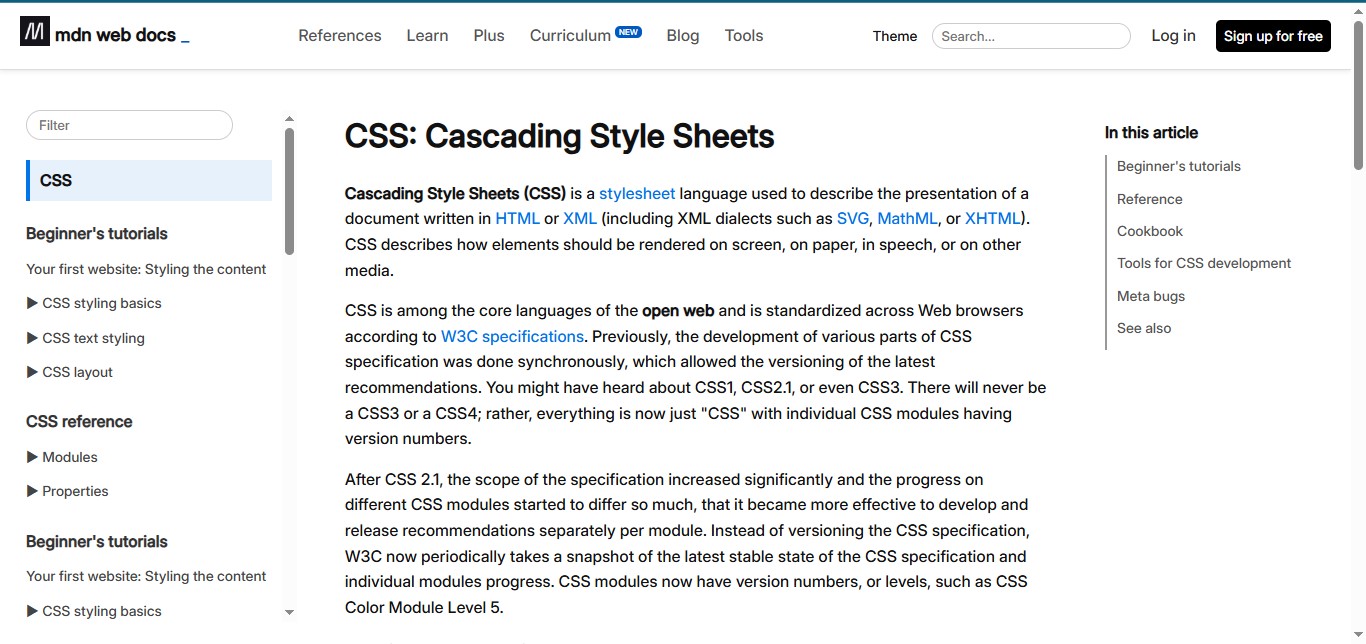 mdn web docs _
References Learn Plus Curriculum NEW Blog Tools
Theme Search... Log in Sign up for free
Filter
CSS
Beginner's tutorials
Your first website: Styling the content
▶ CSS styling basics
▶ CSS text styling
▶ CSS layout
CSS reference
▶ Modules
▶ Properties
Beginner's tutorials
Your first website: Styling the content
▶ CSS styling basics
CSS: Cascading Style Sheets
Cascading Style Sheets (CSS) is a stylesheet language used to describe the presentation of a
document written in HTML or XML (including XML dialects such as SVG, MathML, or XHTML).
CSS describes how elements should be rendered on screen, on paper, in speech, or on other
media.
CSS is among the core languages of the open web and is standardized across Web browsers
according to W3C specifications. Previously, the development of various parts of CSS
specification was done synchronously, which allowed the versioning of the latest
recommendations. You might have heard about CSS1, CSS2.1, or even CSS3. There will never be
a CSS3 or a CSS4; rather, everything is now just "CSS" with individual CSS modules having
version numbers.
After CSS 2.1, the scope of the specification increased significantly and the progress on
different CSS modules started to differ so much, that it became more effective to develop and
release recommendations separately per module. Instead of versioning the CSS specification,
W3C now periodically takes a snapshot of the latest stable state of the CSS specification and
individual modules progress. CSS modules now have version numbers, or levels, such as CSS
Color Module Level 5.
In this article
Beginner's tutorials
Reference
Cookbook
Tools for CSS development
Meta bugs
See also